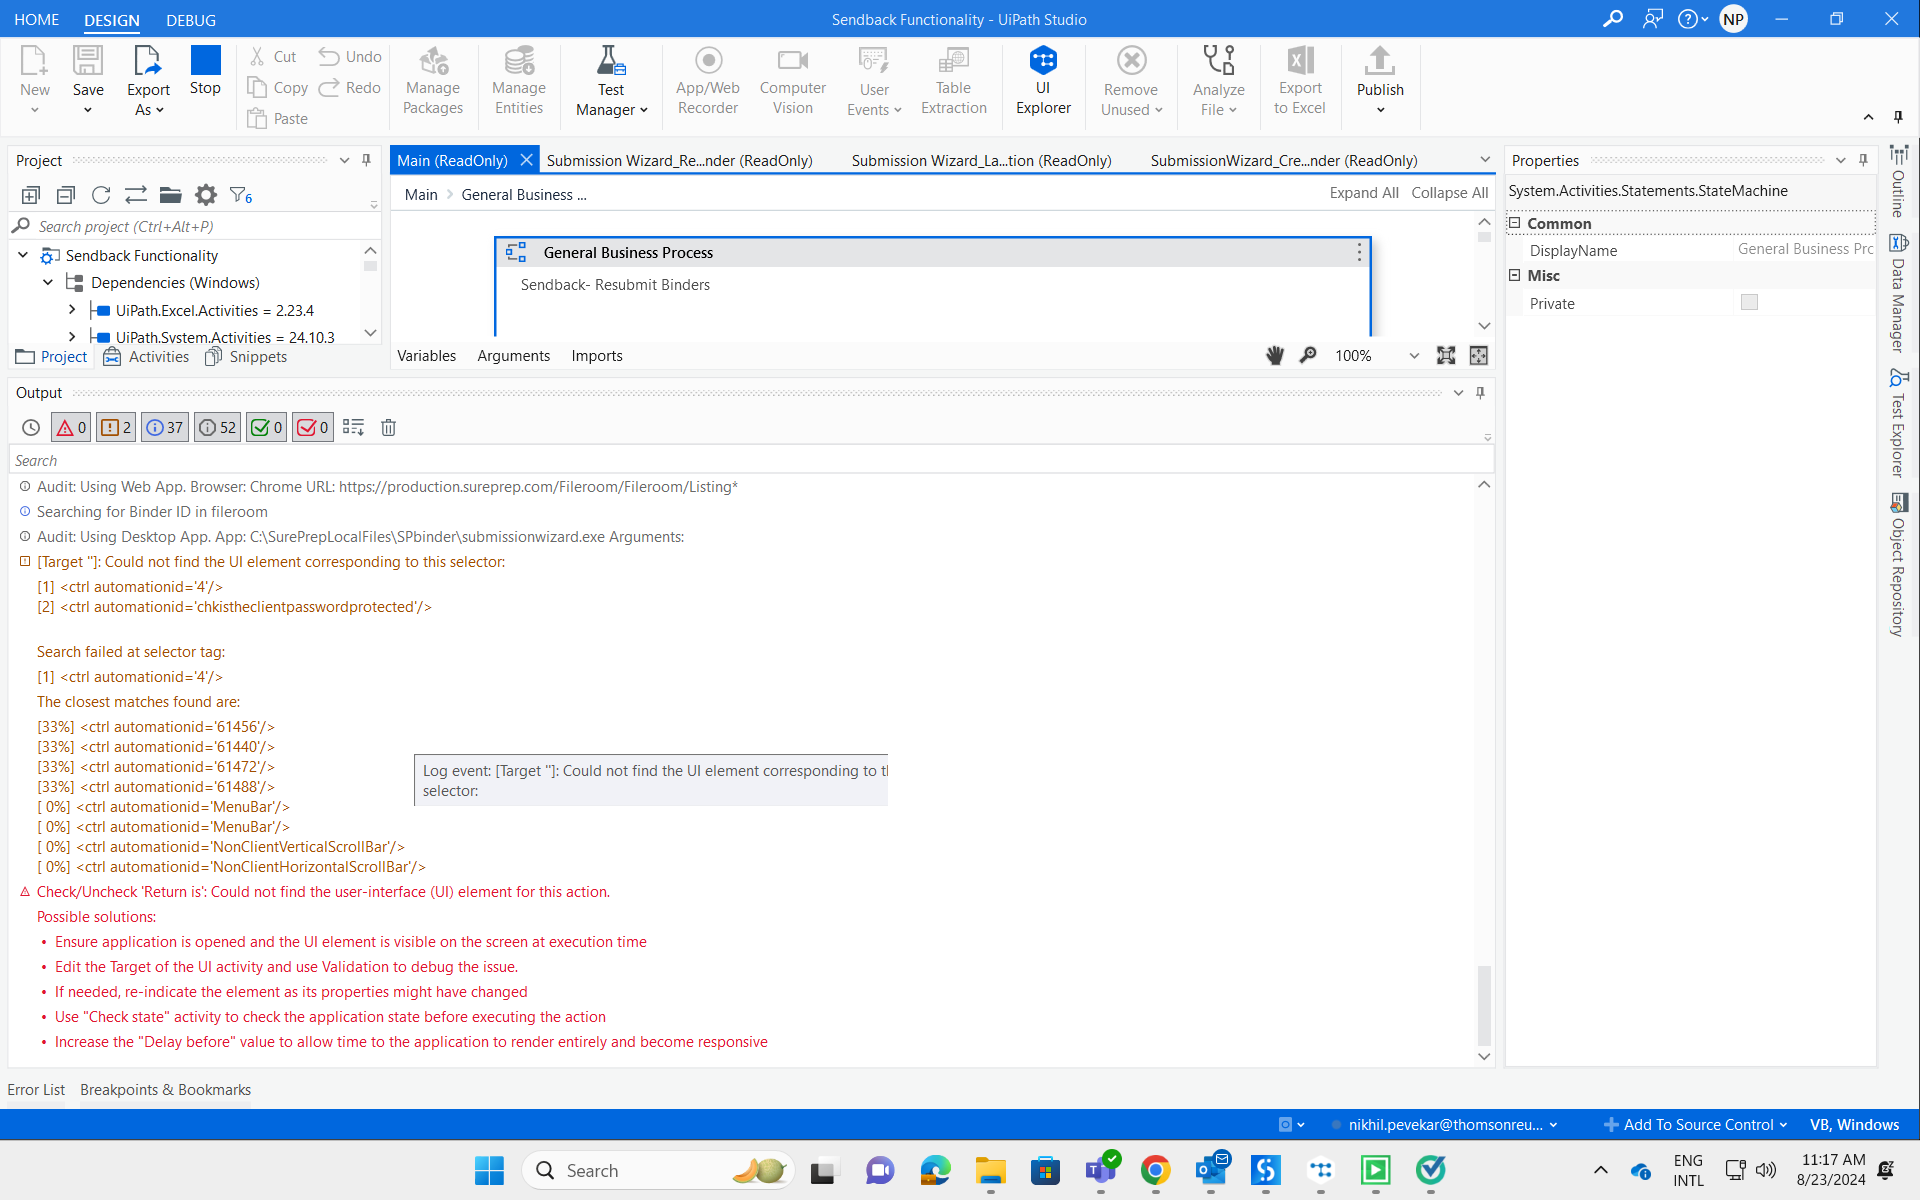 HOME
DESIGN
DEBUG
Sendback Functionality - UiPath Studio
NP
New
Save
Export
As
Stop
Cut
Copy
Paste
Undo
Redo
Manage
Packages
Manage
Entities
Test
Manager
App/Web
Recorder
Computer
Vision
User
Events
Table
Extraction
UI
Explorer
Remove
Unused
Analyze
File
Export
to Excel
Publish
Project
6
Search project (Ctrl+Alt+P)
Sendback Functionality
Dependencies (Windows)
UiPath.Excel.Activities = 2.23.4
UiPath.System.Activities = 24.10.3
Project
Activities
Snippets
Main (ReadOnly)
Submission Wizard_Re...nder (ReadOnly)
Submission Wizard_La...tion (ReadOnly)
SubmissionWizard_Cre...nder (ReadOnly)
Main
General Business ...
Expand All
Collapse All
General Business Process
Sendback- Resubmit Binders
Variables
Arguments
Imports
100%
Properties
System.Activities.Statements.StateMachine
Common
DisplayName
General Business Prc
Misc
Private
Outline
Data Manager
Test Explorer
Object Repository
Output
0
2
37
52
0
0
Search
Audit: Using Web App. Browser: Chrome URL: https://production.sureprep.com/Fileroom/Fileroom/Listing*
Searching for Binder ID in fileroom
Audit: Using Desktop App. App: C:\SurePrepLocalFiles\SPbinder\submissionwizard.exe Arguments:
[Target '']: Could not find the UI element corresponding to this selector:
[1] <ctrl automationid='4'/>
[2] <ctrl automationid='chkistheclientpasswordprotected'/>
Search failed at selector tag:
[1] <ctrl automationid='4'/>
The closest matches found are:
[33%] <ctrl automationid='61456'/>
[33%] <ctrl automationid='61440'/>
[33%] <ctrl automationid='61472'/>
[33%] <ctrl automationid='61488'/>
[ 0%] <ctrl automationid='MenuBar'/>
[ 0%] <ctrl automationid='MenuBar'/>
[ 0%] <ctrl automationid='NonClientVerticalScrollBar'/>
[ 0%] <ctrl automationid='NonClientHorizontalScrollBar'/>
Log event: [Target '']: Could not find the UI element corresponding to tl
selector:
Check/Uncheck 'Return is': Could not find the user-interface (UI) element for this action.
Possible solutions:
• Ensure application is opened and the UI element is visible on the screen at execution time
• Edit the Target of the UI activity and use Validation to debug the issue.
• If needed, re-indicate the element as its properties might have changed
• Use "Check state" activity to check the application state before executing the action
• Increase the "Delay before" value to allow time to the application to render entirely and become responsive
Error List
Breakpoints & Bookmarks
nikhil.pevekar@thomsonreu...
Add To Source Control
VB, Windows
Search
ENG
INTL
11:17 AM
8/23/2024